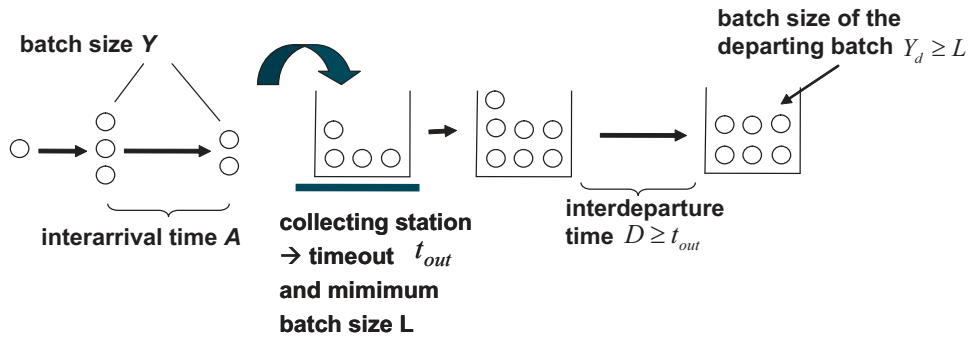 batch size Y
interarrival time A
collecting station
→ timeout t_out
and mimimum
batch size L
interdeparture
time D ≥ t_out
batch size of the
departing batch Y_d ≥ L